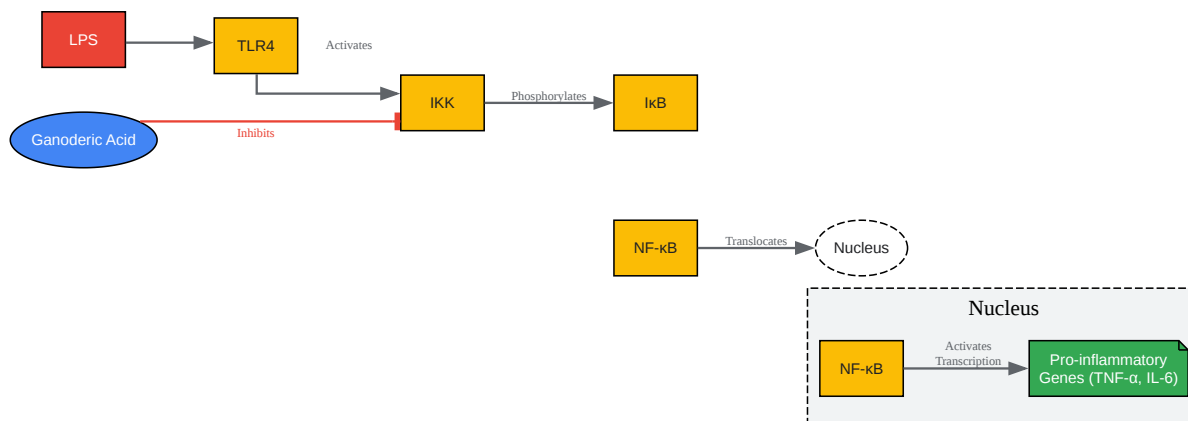 LPS
TLR4
Activates
IKK
Phosphorylates
IκB
Ganoderic Acid
Inhibits
NF-κB
Translocates
Nucleus
Nucleus
NF-κB
Activates
Transcription
Pro-inflammatory
Genes (TNF-α, IL-6)